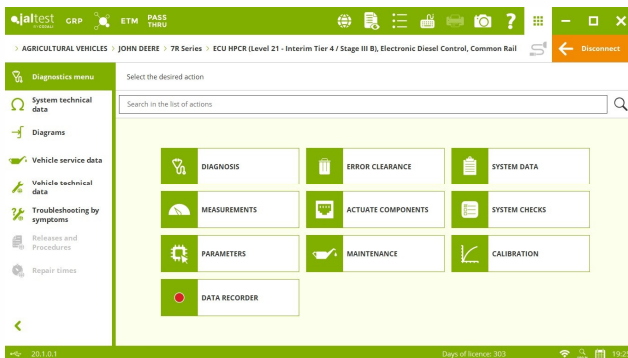 jaltest GRP ETM PASS THRU
> AGRICULTURAL VEHICLES > JOHN DEERE > 7R Series > ECU HPCR (Level 21 - Interim Tier 4 / Stage III B), Electronic Diesel Control, Common Rail
Disconnect
Diagnostics menu
Select the desired action
System technical data
Search in the list of actions
Diagrams
Vehicle service data
Vehicle technical data
Troubleshooting by symptoms
Releases and Procedures
Repair times
DIAGNOSIS
ERROR CLEARANCE
SYSTEM DATA
MEASUREMENTS
ACTUATE COMPONENTS
SYSTEM CHECKS
PARAMETERS
MAINTENANCE
CALIBRATION
DATA RECORDER
20.1.0.1
Days of licence: 303